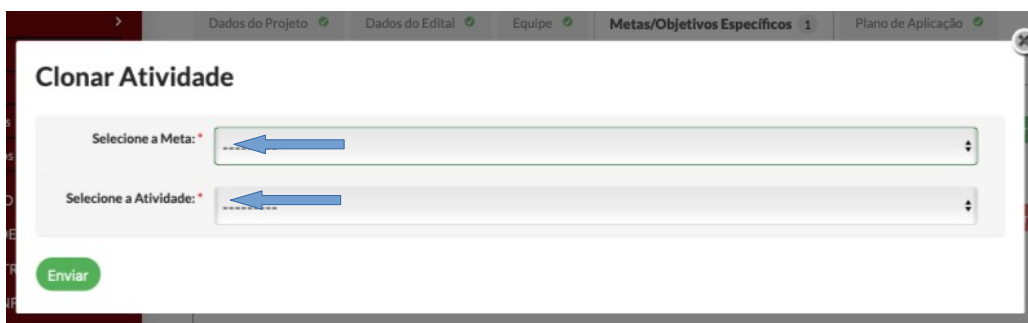 Dados do Projeto
Dados do Edital
Equipe
Metas/Objetivos Específicos 1
Plano de Aplicação
Clonar Atividade
Selecione a Meta: *
---------
Selecione a Atividade: *
---------
Enviar